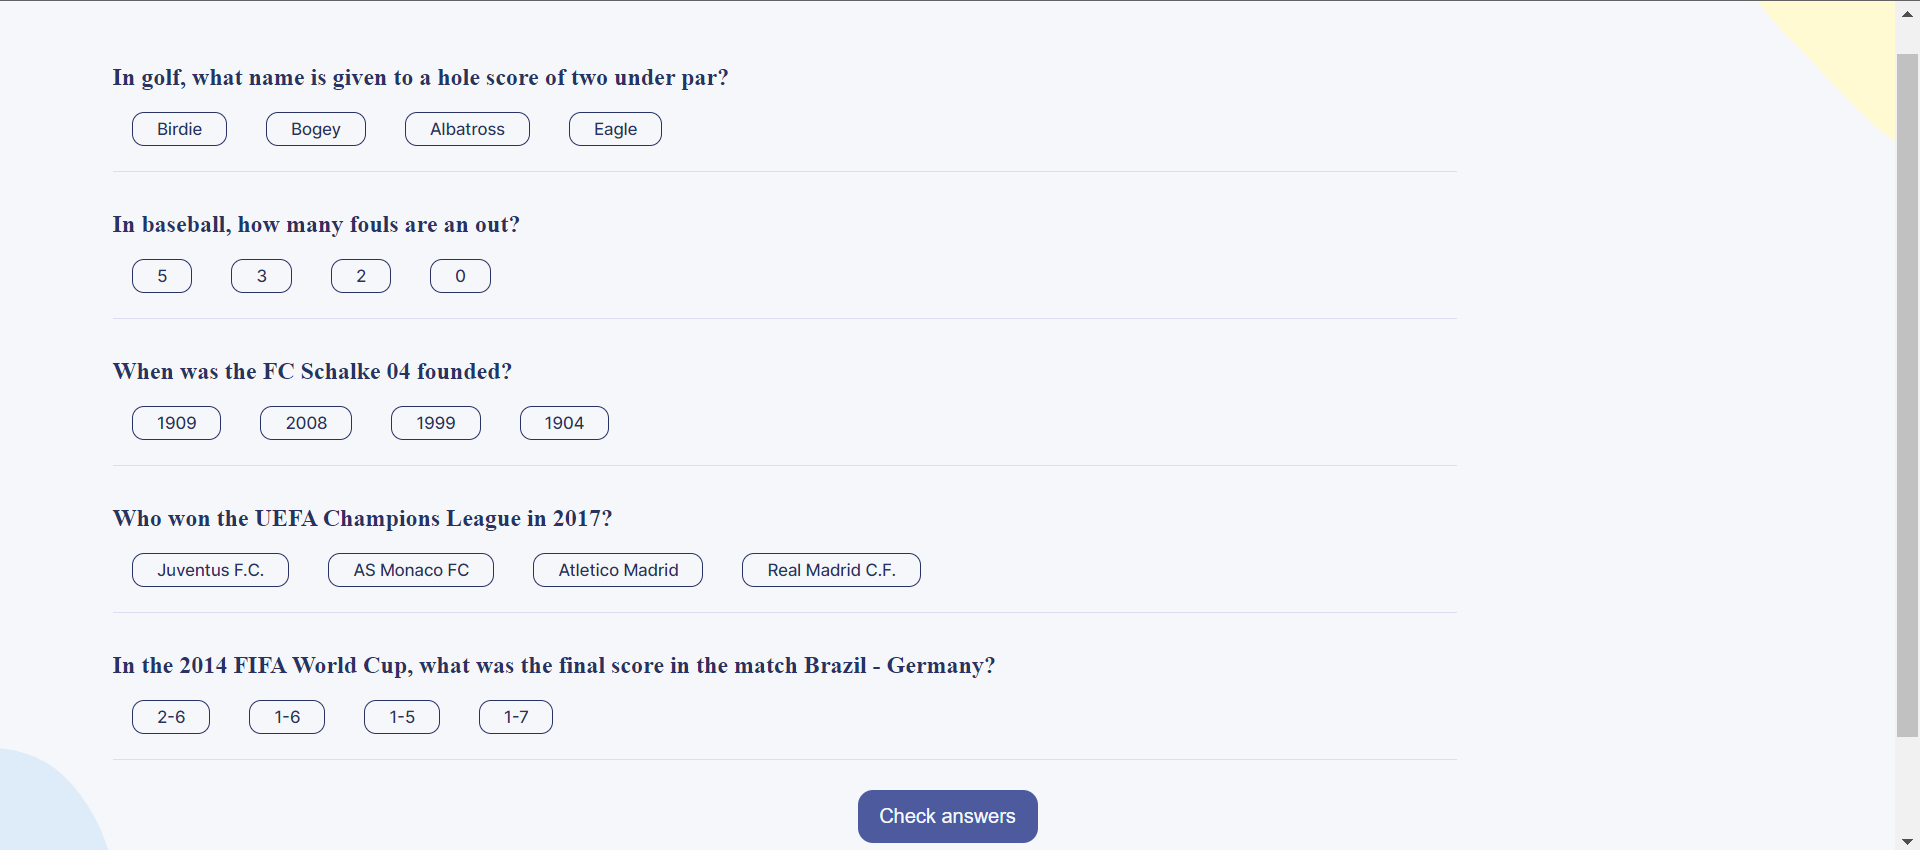 In golf, what name is given to a hole score of two under par?
Birdie Bogey Albatross Eagle
In baseball, how many fouls are an out?
5 3 2 0
When was the FC Schalke 04 founded?
1909 2008 1999 1904
Who won the UEFA Champions League in 2017?
Juventus F.C. AS Monaco FC Atletico Madrid Real Madrid C.F.
In the 2014 FIFA World Cup, what was the final score in the match Brazil - Germany?
2-6 1-6 1-5 1-7
Check answers